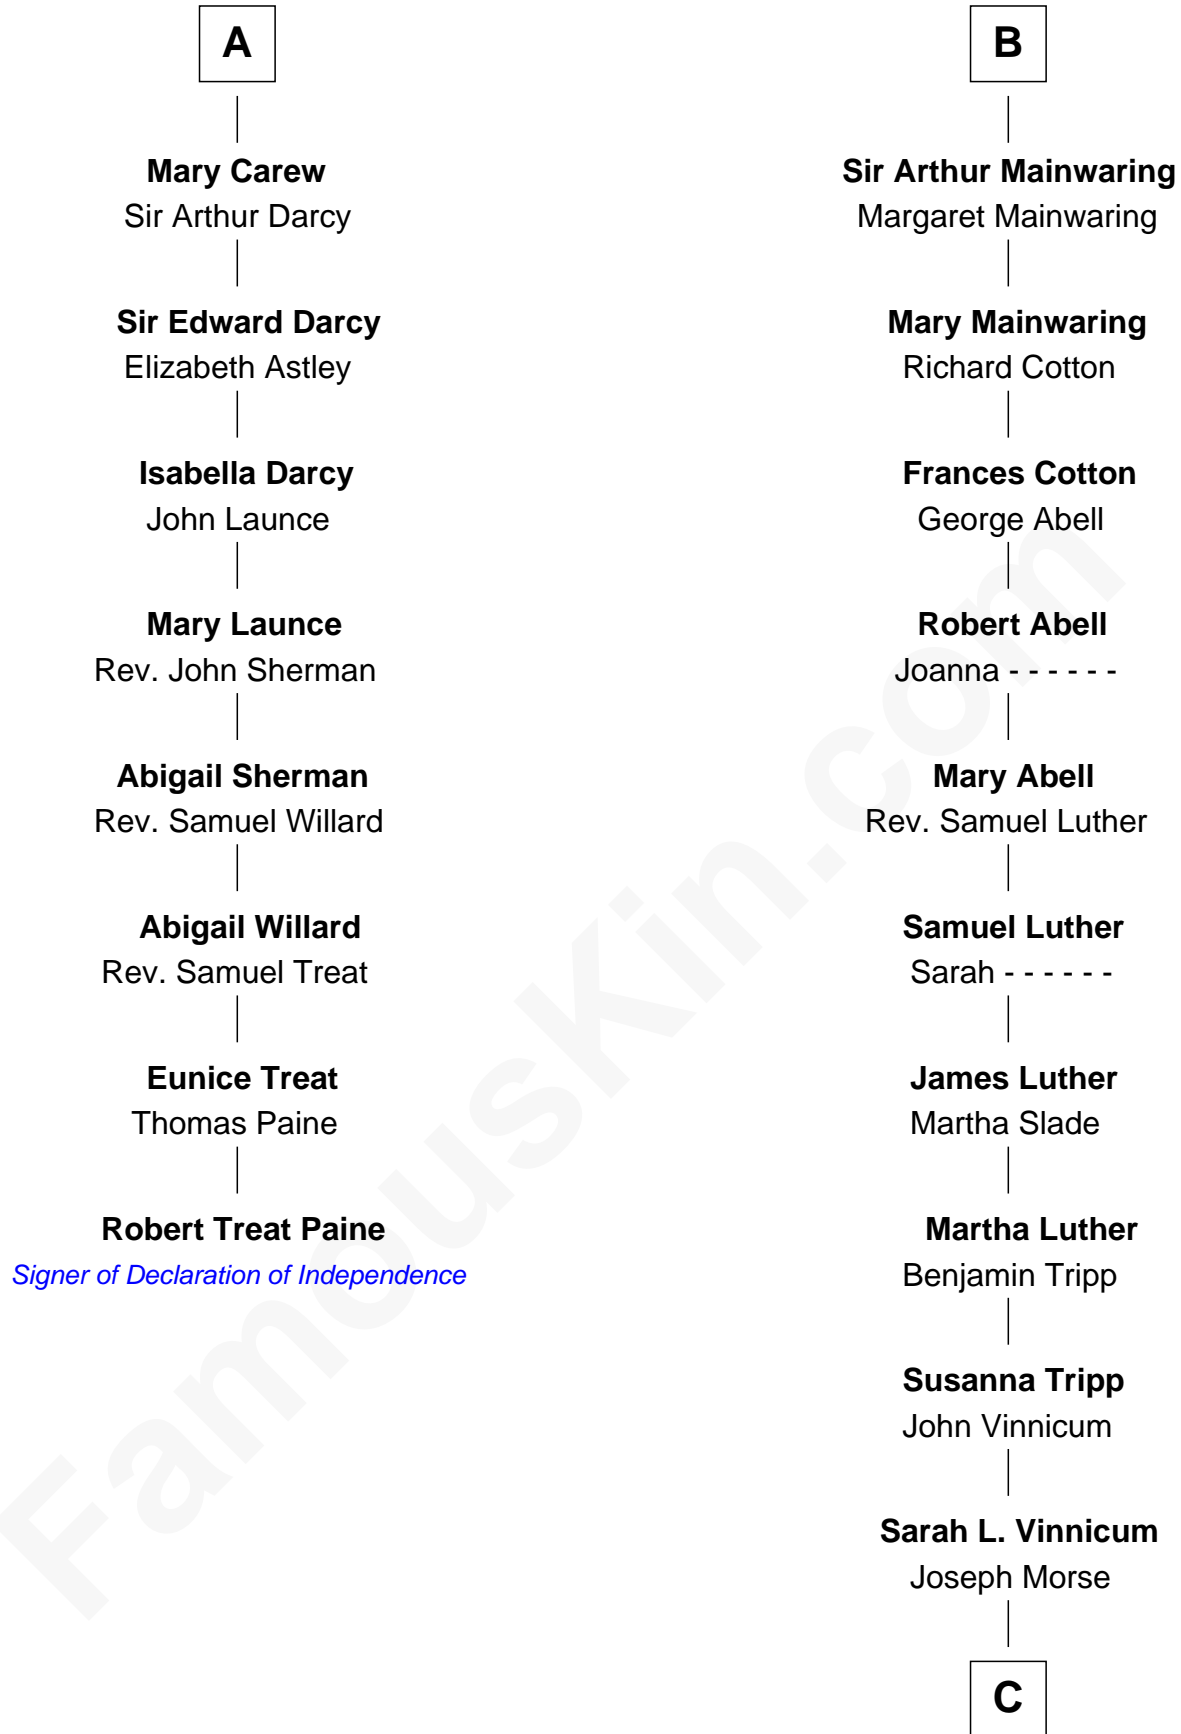 A
Mary Carew
Sir Arthur Darcy
Sir Edward Darcy
Elizabeth Astley
Isabella Darcy
John Launce
Mary Launce
Rev. John Sherman
Abigail Sherman
Rev. Samuel Willard
Abigail Willard
Rev. Samuel Treat
Eunice Treat
Thomas Paine
Robert Treat Paine
Signer of Declaration of Independence
B
Sir Arthur Mainwaring
Margaret Mainwaring
Mary Mainwaring
Richard Cotton
Frances Cotton
George Abell
Robert Abell
Joanna - - - - - -
Mary Abell
Rev. Samuel Luther
Samuel Luther
Sarah - - - - - -
James Luther
Martha Slade
Martha Luther
Benjamin Tripp
Susanna Tripp
John Vinnicum
Sarah L. Vinnicum
Joseph Morse
C
FamousKin.com